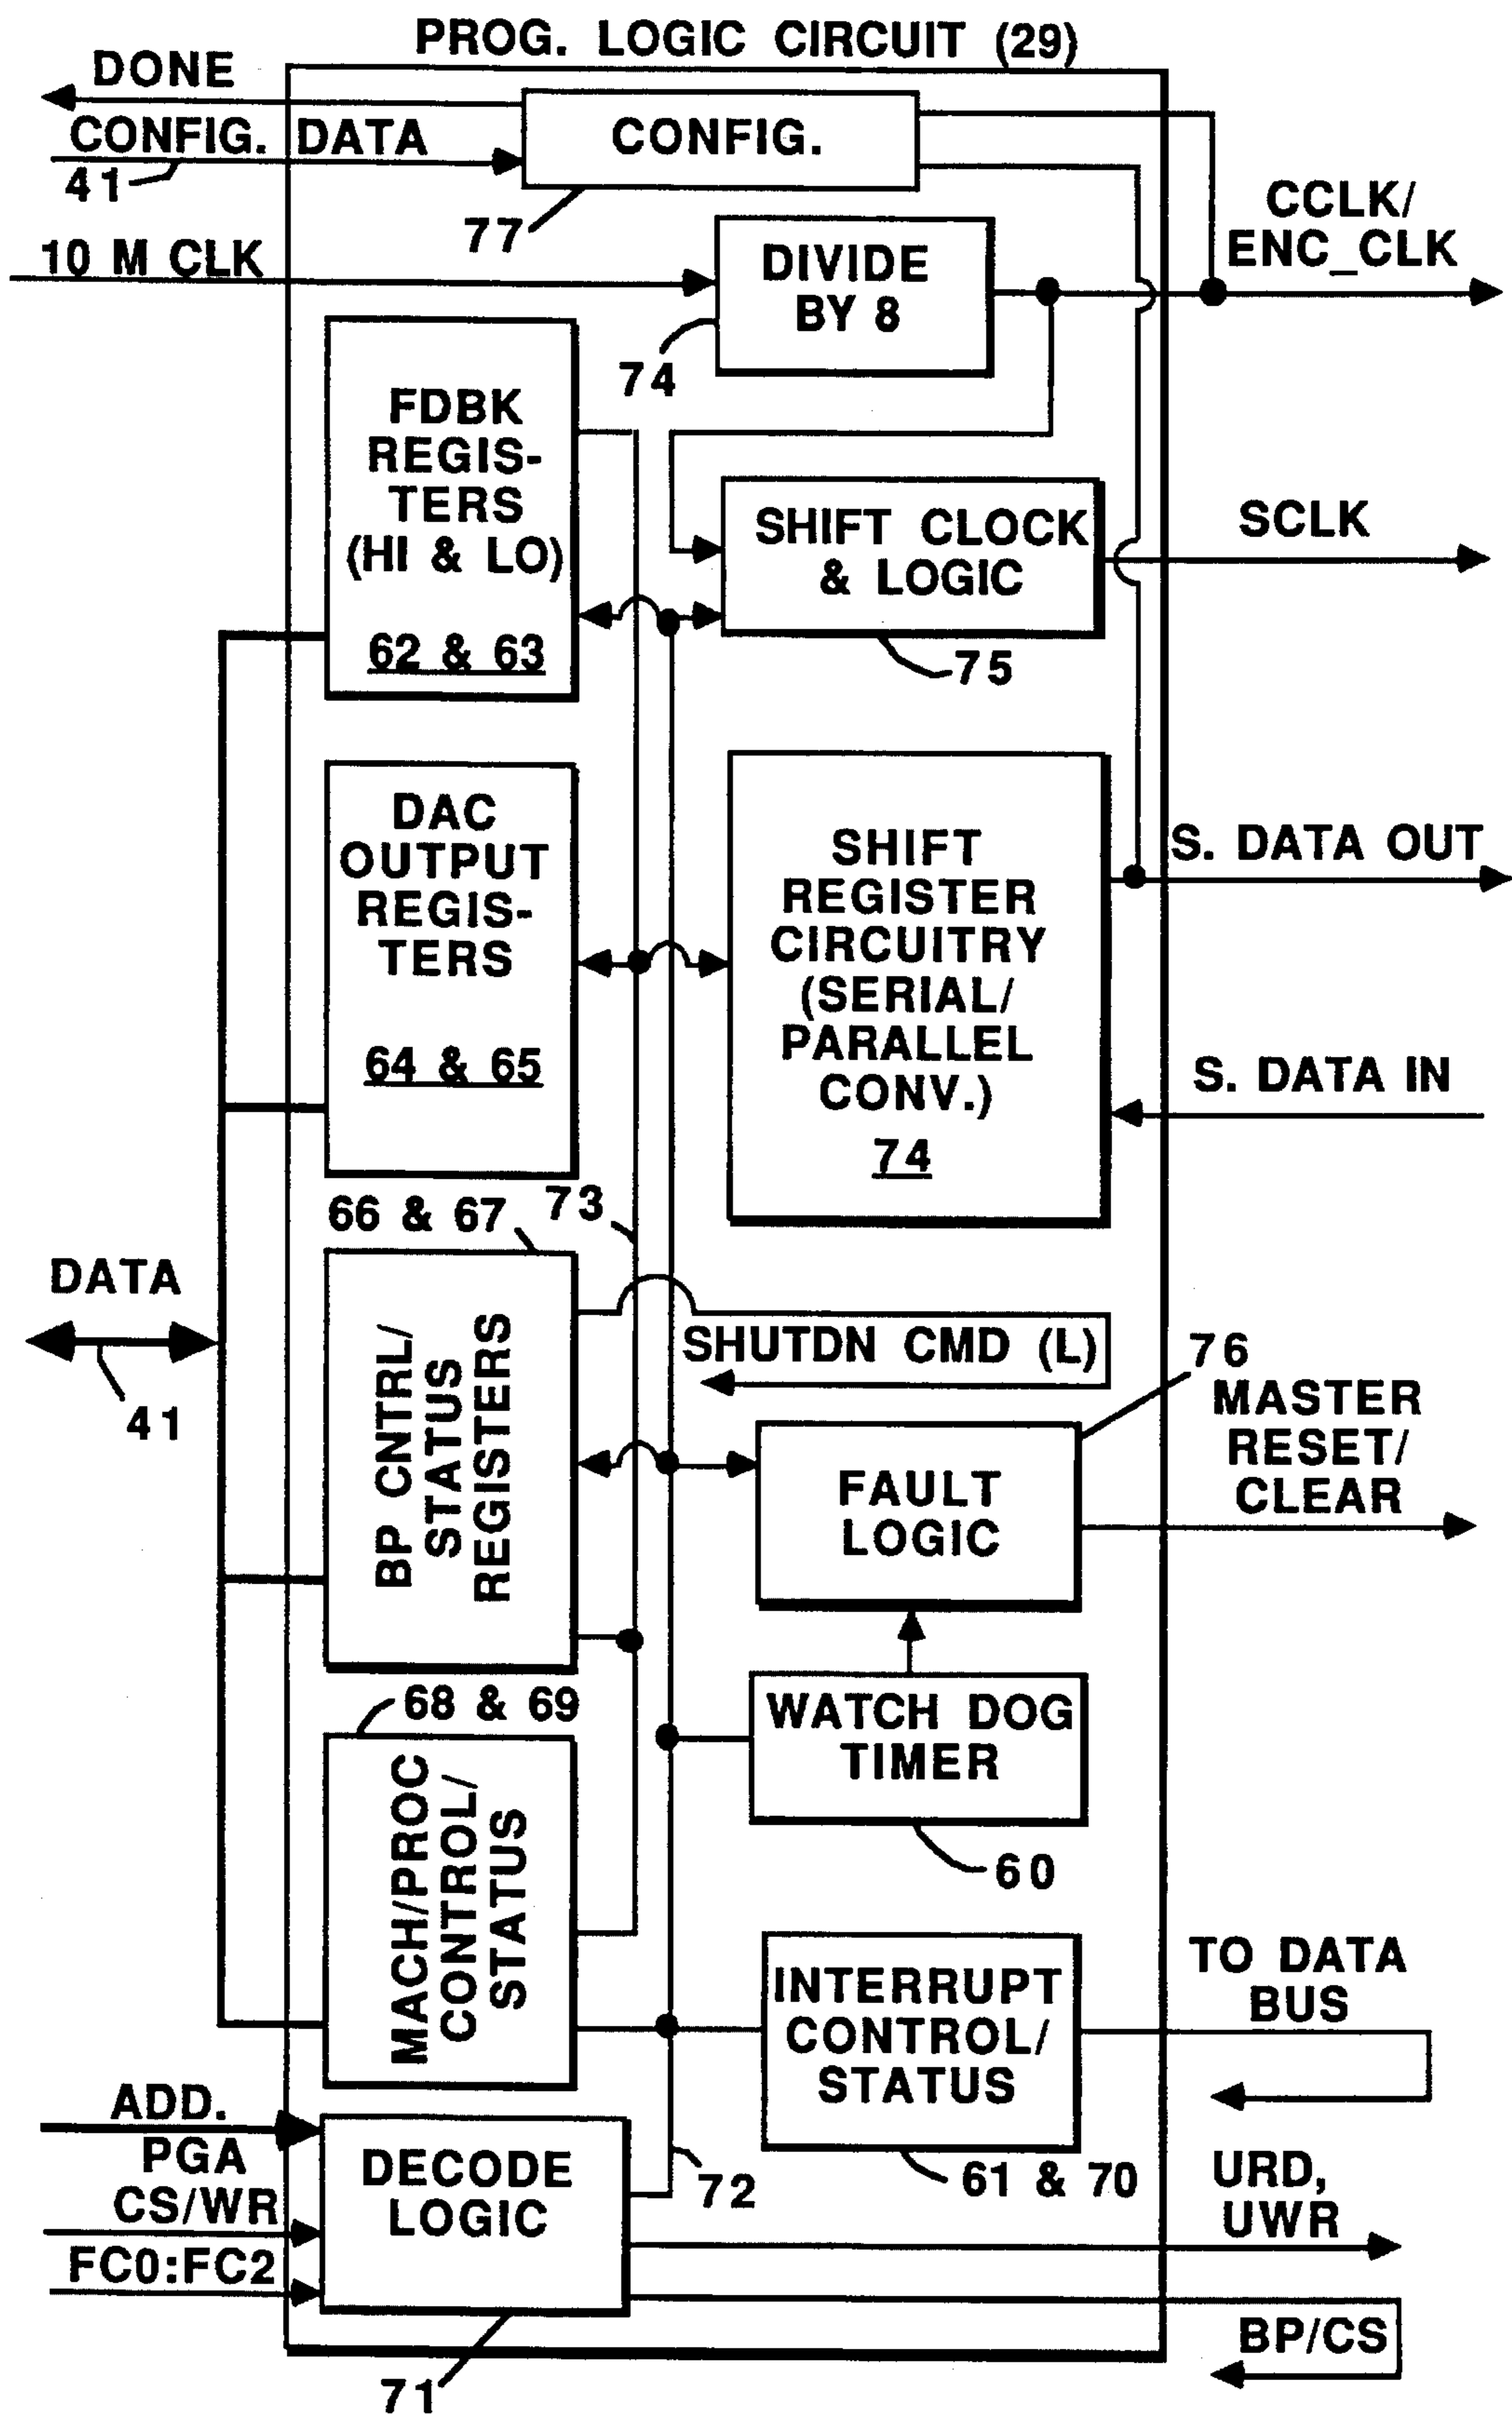 PROG. LOGIC CIRCUIT (29)
DONE
CONFIG. DATA
41
CONFIG.
77
10 M CLK
DIVIDE
BY 8
74
CCLK/
ENC_CLK
FDBK
REGIS-
TERS
(HI & LO)
62 & 63
SHIFT CLOCK
& LOGIC
75
SCLK
DAC
OUTPUT
REGIS-
TERS
64 & 65
SHIFT
REGISTER
CIRCUITRY
(SERIAL/
PARALLEL
CONV.)
74
S. DATA OUT
S. DATA IN
66 & 67
73
DATA
41
BP CNTRL/
STATUS
REGISTERS
SHUTDN CMD (L)
76
MASTER
RESET/
CLEAR
FAULT
LOGIC
68 & 69
WATCH DOG
TIMER
60
MACH/PROC
CONTROL/
STATUS
INTERRUPT
CONTROL/
STATUS
61 & 70
TO DATA
BUS
ADD.
PGA
CS/WR
FC0:FC2
DECODE
LOGIC
72
71
URD,
UWR
BP/CS